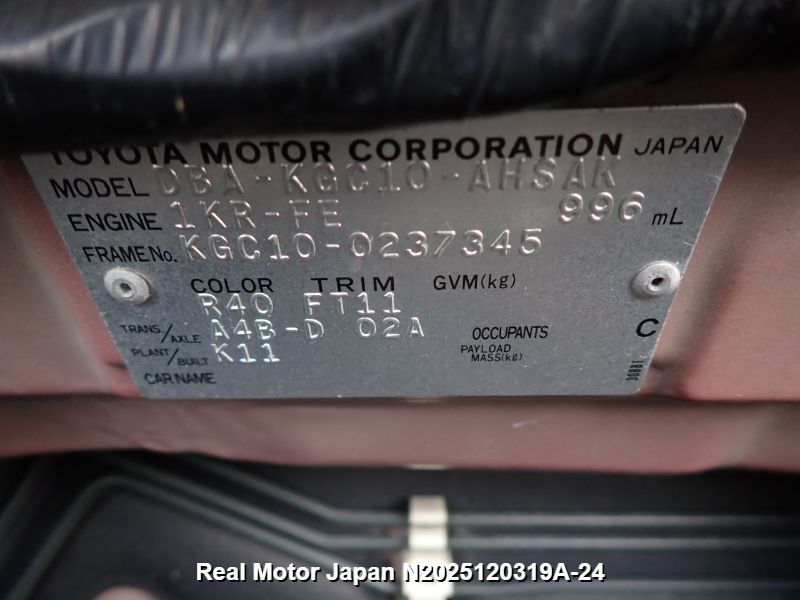 TOYOTA MOTOR CORPORATION JAPAN
MODEL DBA-KGC10-AHSAK
ENGINE 1KR-FE 996 mL
FRAME No. KGC10-0237345
COLOR TRIM GVM(kg)
R40 FT11
TRANS./AXLE A4B-D 02A OCCUPANTS C
PLANT/BUILT K11 PAYLOAD MASS(kg)
CAR NAME
30881
Real Motor Japan N2025120319A-24